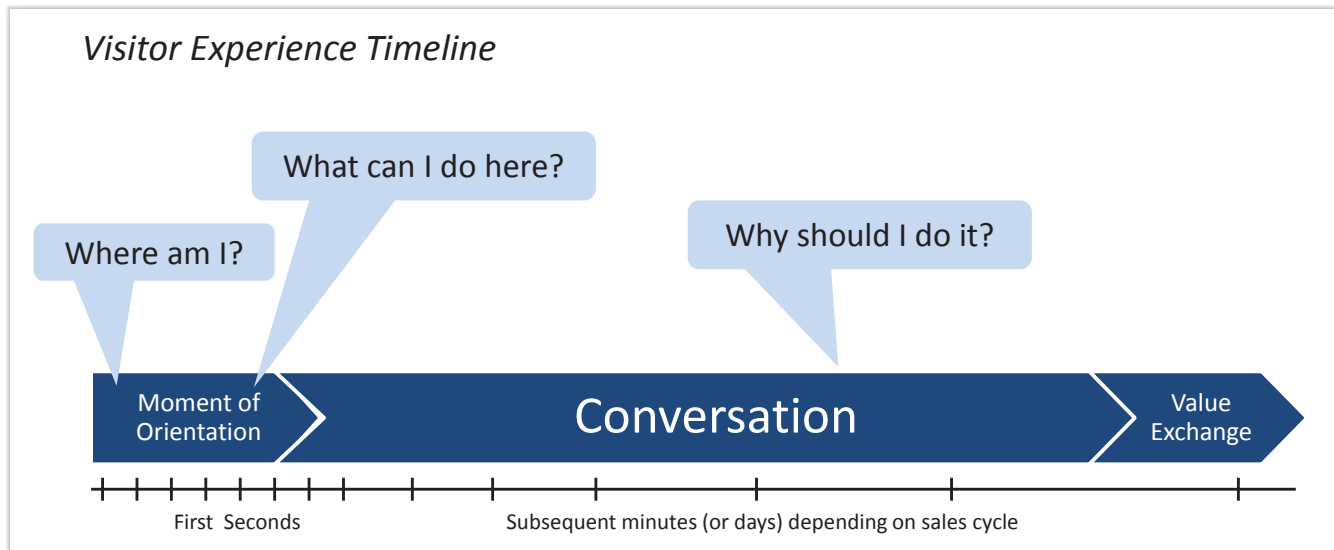 Visitor Experience Timeline
What can I do here?
Where am I?
Why should I do it?
Moment of
Orientation
Conversation
Value
Exchange
First Seconds
Subsequent minutes (or days) depending on sales cycle